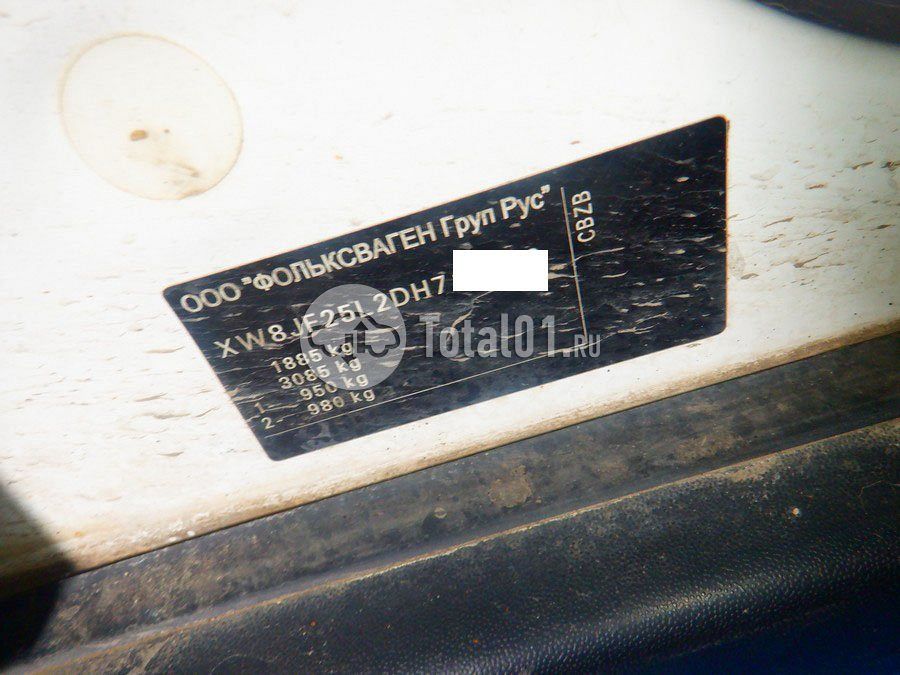 ООО "ФОЛЬКСВАГЕН Груп Рус"
XW8JF25L2DH7
1885 kg
3085 kg
1- 950 kg
2- 980 kg
CBZB
Total01.RU